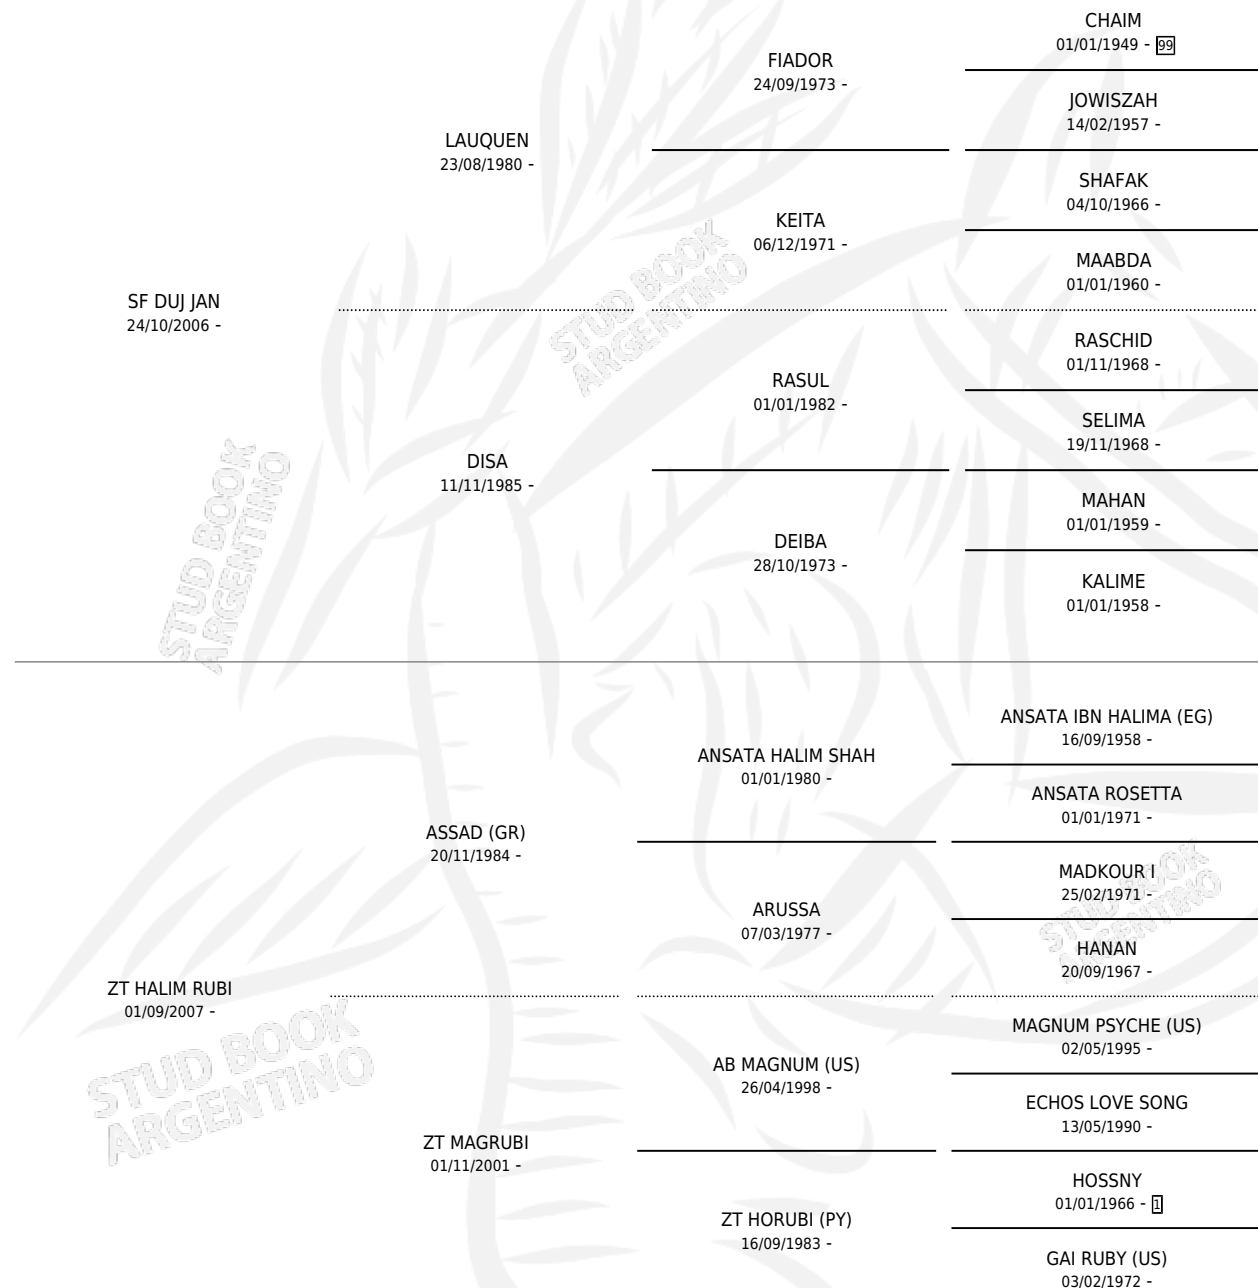 CHAIM
01/01/1949 - 99
FIADOR
24/09/1973 -
JOWISZAH
14/02/1957 -
LAUQUEN
23/08/1980 -
SHAFAK
04/10/1966 -
KEITA
06/12/1971 -
MAABDA
01/01/1960 -
SF DUJ JAN
24/10/2006 -
STUD BOOK
ARGENTINO
RASCHID
01/11/1968 -
RASUL
01/01/1982 -
SELIMA
19/11/1968 -
DISA
11/11/1985 -
MAHAN
01/01/1959 -
DEIBA
28/10/1973 -
KALIME
01/01/1958 -
STUD BOOK
ARGENTINO
ANSATA IBN HALIMA (EG)
16/09/1958 -
ANSATA HALIM SHAH
01/01/1980 -
ANSATA ROSETTA
01/01/1971 -
ASSAD (GR)
20/11/1984 -
MADKOUR I
25/02/1971 -
ARUSSA
07/03/1977 -
STUD BOOK
ARGENTINO
HANAN
20/09/1967 -
ZT HALIM RUBI
01/09/2007 -
STUD BOOK
ARGENTINO
MAGNUM PSYCHE (US)
02/05/1995 -
AB MAGNUM (US)
26/04/1998 -
ECHOS LOVE SONG
13/05/1990 -
ZT MAGRUBI
01/11/2001 -
HOSSNY
01/01/1966 - 1
ZT HORUBI (PY)
16/09/1983 -
GAI RUBY (US)
03/02/1972 -